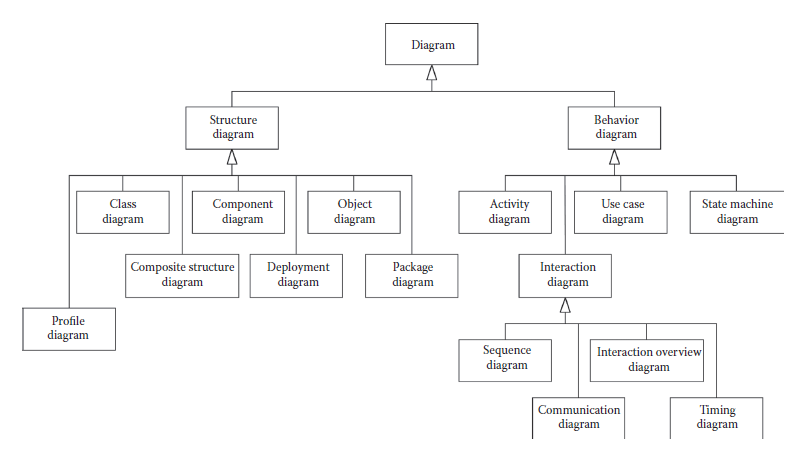 Diagram
Structure
diagram
Behavior
diagram
Class
diagram
Component
diagram
Object
diagram
Activity
diagram
Use case
diagram
State machine
diagram
Composite structure
diagram
Deployment
diagram
Package
diagram
Interaction
diagram
Profile
diagram
Sequence
diagram
Interaction overview
diagram
Communication
diagram
Timing
diagram